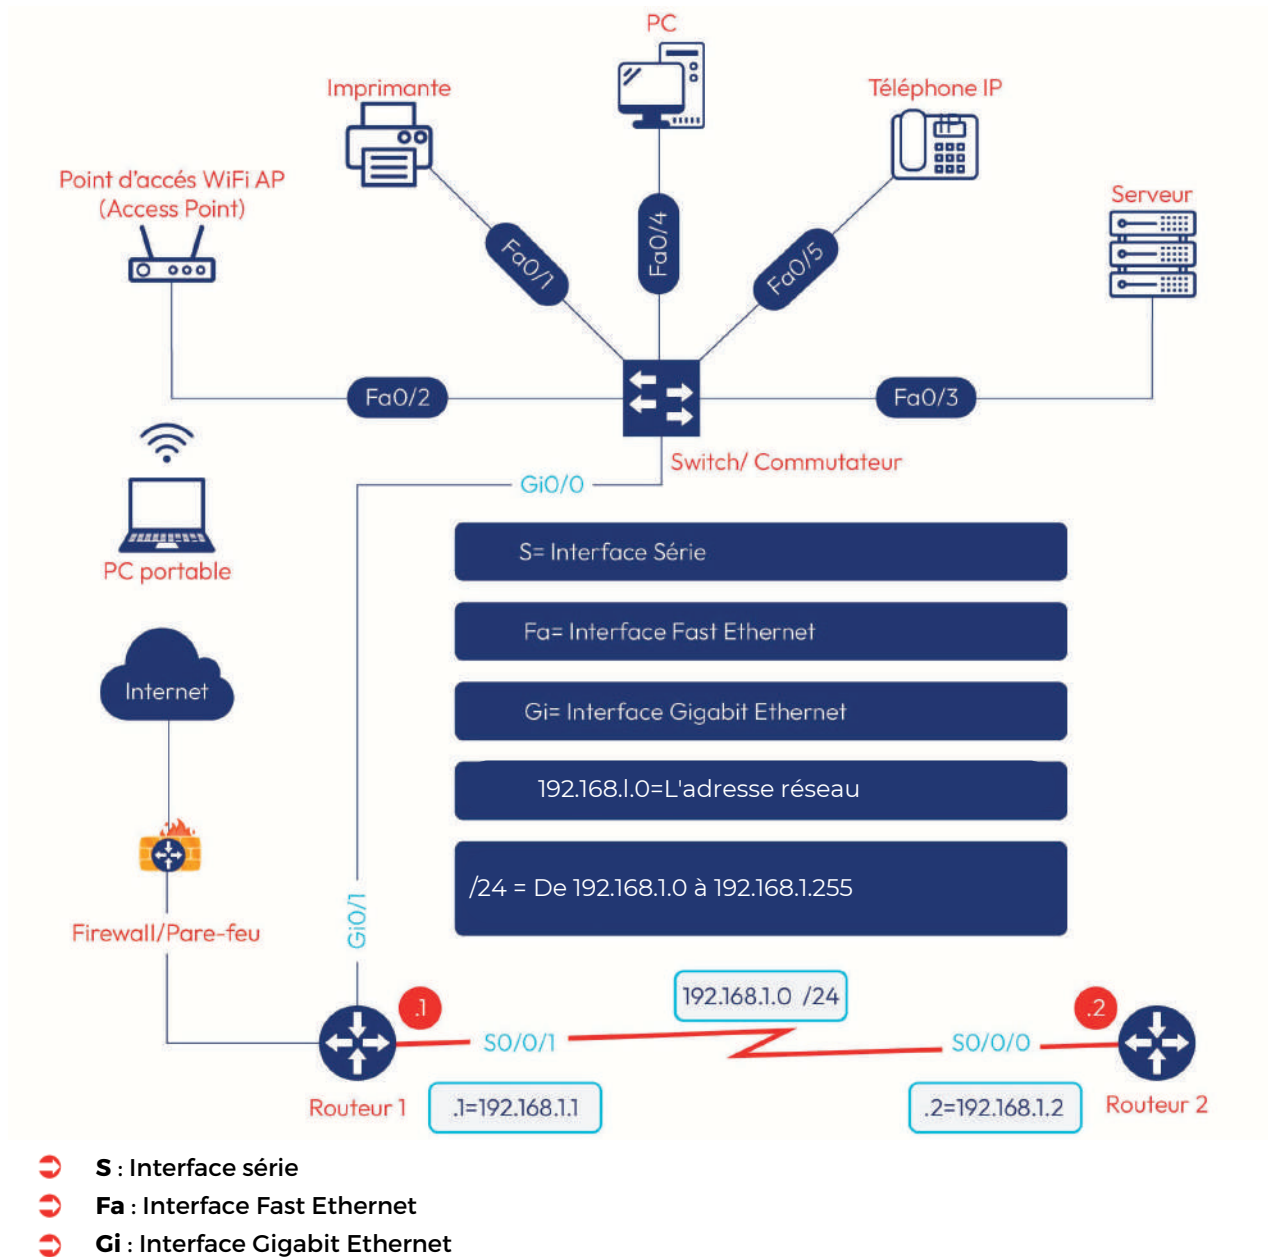 PC
Imprimante
Téléphone IP
Point d'accés WiFi AP
(Access Point)
Serveur
IP
Fa0/1
Fa0/4
Fa0/5
Fa0/2
Fa0/3
Switch/ Commutateur
Gi0/0
PC portable
S= Interface Série
Fa= Interface Fast Ethernet
Gi= Interface Gigabit Ethernet
192.168.l.0=L'adresse réseau
/24 = De 192.168.1.0 à 192.168.1.255
Internet
Firewall/Pare-feu
Gi0/1
192.168.1.0 /24
.1
.2
S0/0/1
S0/0/0
Routeur 1
.1=192.168.1.1
.2=192.168.1.2
Routeur 2
S : Interface série
Fa : Interface Fast Ethernet
Gi : Interface Gigabit Ethernet